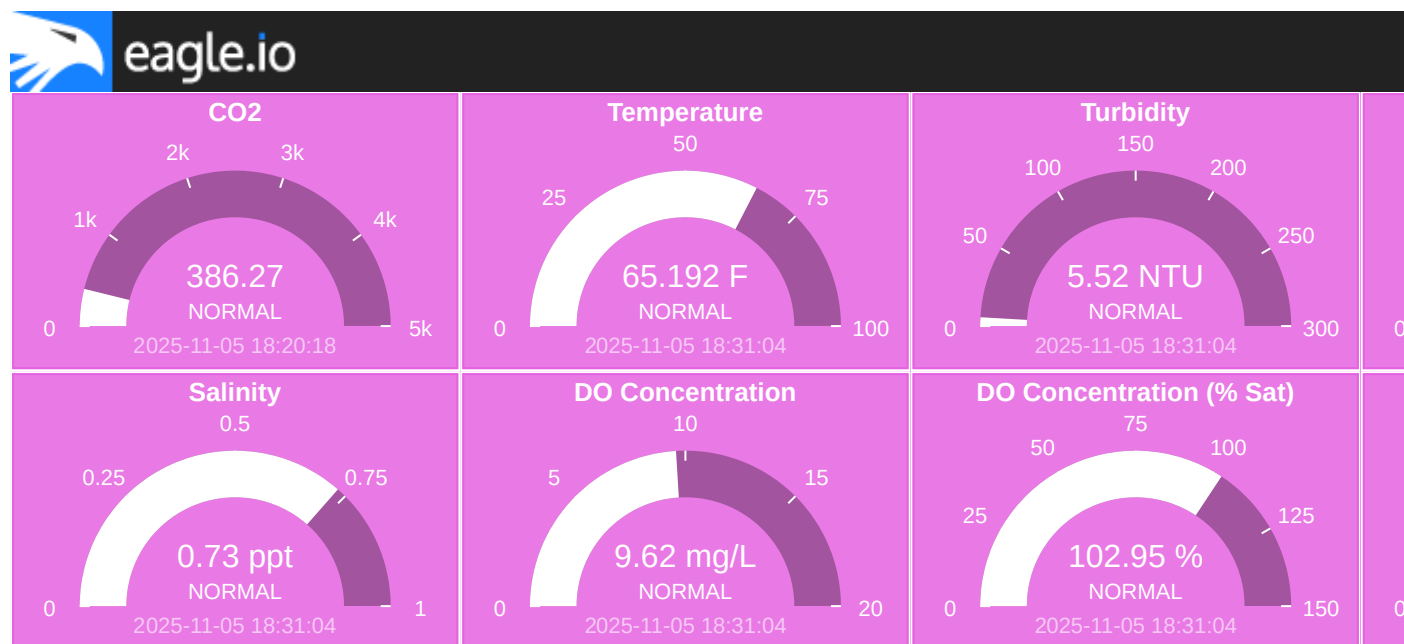 eagle.io
CO2
0
1k
2k
3k
4k
5k
386.27
NORMAL
2025-11-05 18:20:18
Temperature
0
25
50
75
100
65.192 F
NORMAL
2025-11-05 18:31:04
Turbidity
0
50
100
150
200
250
300
5.52 NTU
NORMAL
2025-11-05 18:31:04
0
Salinity
0
0.25
0.5
0.75
1
0.73 ppt
NORMAL
2025-11-05 18:31:04
DO Concentration
0
5
10
15
20
9.62 mg/L
NORMAL
2025-11-05 18:31:04
DO Concentration (% Sat)
0
25
50
75
100
125
150
102.95 %
NORMAL
2025-11-05 18:31:04
0